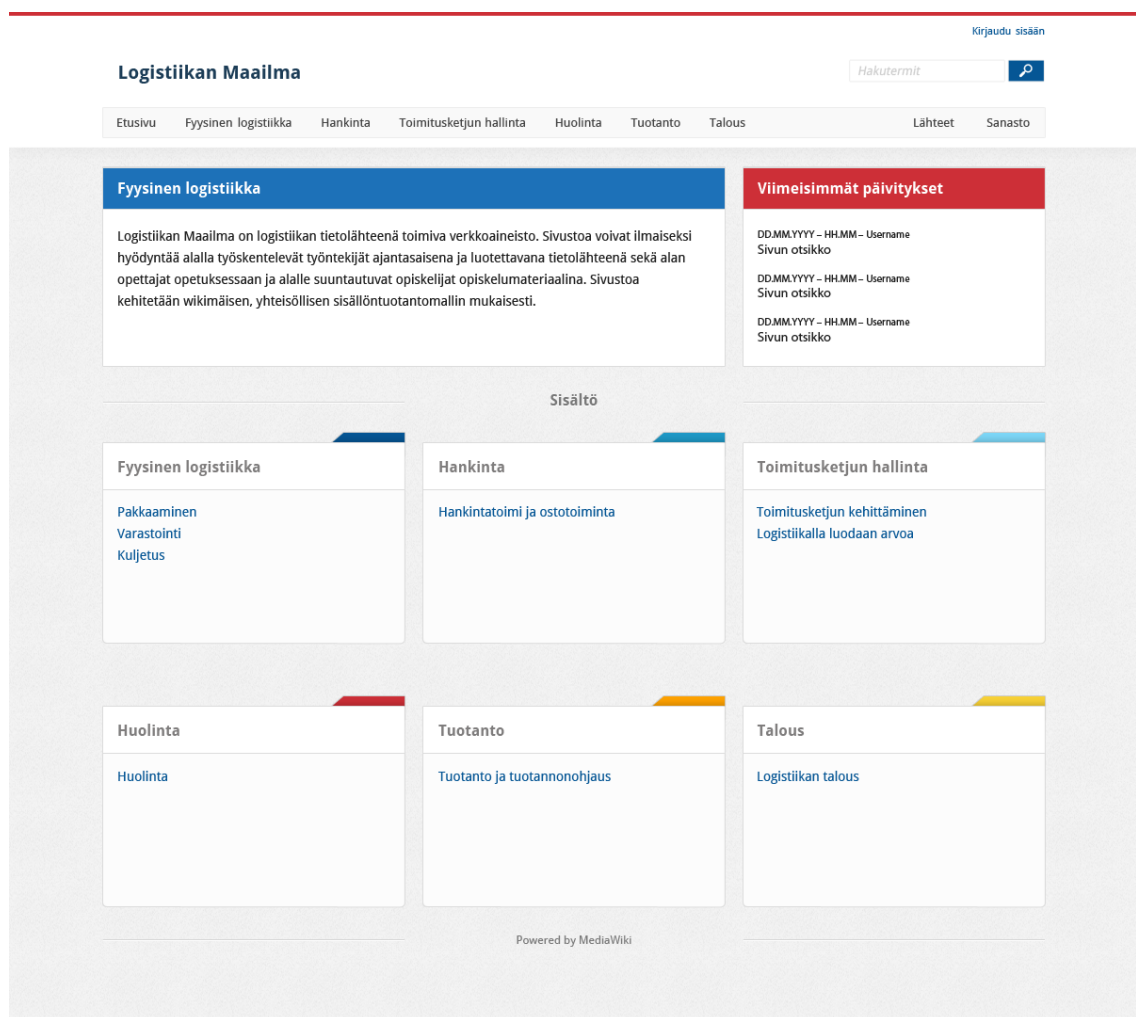 Kirjaudu sisään
Logistiikan Maailma
Hakutermit
Etusivu Fyysinen logistiikka Hankinta Toimitusketjun hallinta Huolinta Tuotanto Talous Lähteet Sanasto
Fyysinen logistiikka
Logistiikan Maailma on logistiikan tietolähteenä toimiva verkkoaineisto. Sivustoa voivat ilmaiseksi
hyödyntää alalla työskentelevät työntekijät ajantasaisena ja luotettavana tietolähteenä sekä alan
opettajat opetuksessaan ja alalle suuntautuvat opiskelijat opiskelumateriaalina. Sivustoa
kehitetään wikimäisen, yhteisöllisen sisällöntuotantomallin mukaisesti.
Viimeisimmät päivitykset
DD.MM.YYYY – HH.MM – Username
Sivun otsikko
DD.MM.YYYY – HH.MM – Username
Sivun otsikko
DD.MM.YYYY – HH.MM – Username
Sivun otsikko
Sisältö
Fyysinen logistiikka
Pakkaaminen
Varastointi
Kuljetus
Hankinta
Hankintatoimi ja ostotoiminta
Toimitusketjun hallinta
Toimitusketjun kehittäminen
Logistiikalla luodaan arvoa
Huolinta
Huolinta
Tuotanto
Tuotanto ja tuotannonohjaus
Talous
Logistiikan talous
Powered by MediaWiki